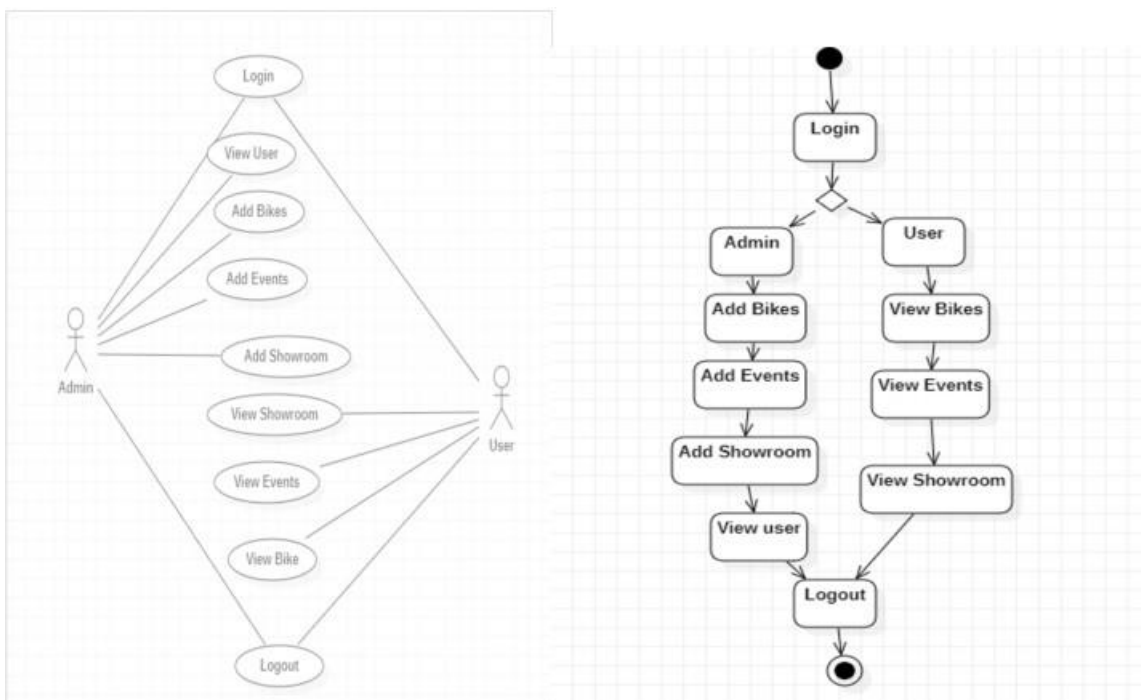 Login
View User
Add Bikes
Add Events
Add Showroom
Admin
View Showroom
User
View Events
View Bike
Logout
Login
Admin
User
Add Bikes
View Bikes
Add Events
View Events
Add Showroom
View Showroom
View user
Logout